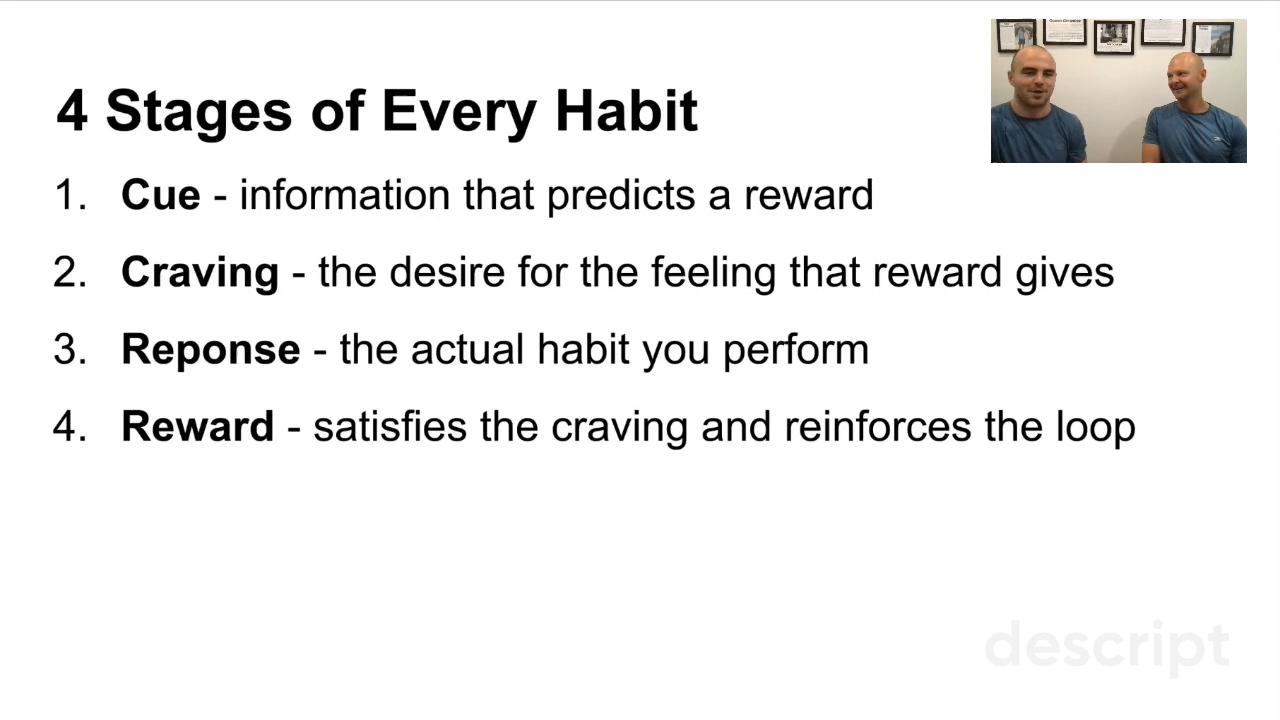 4 Stages of Every Habit
1. Cue - information that predicts a reward
2. Craving - the desire for the feeling that reward gives
3. Reponse - the actual habit you perform
4. Reward - satisfies the craving and reinforces the loop
descript